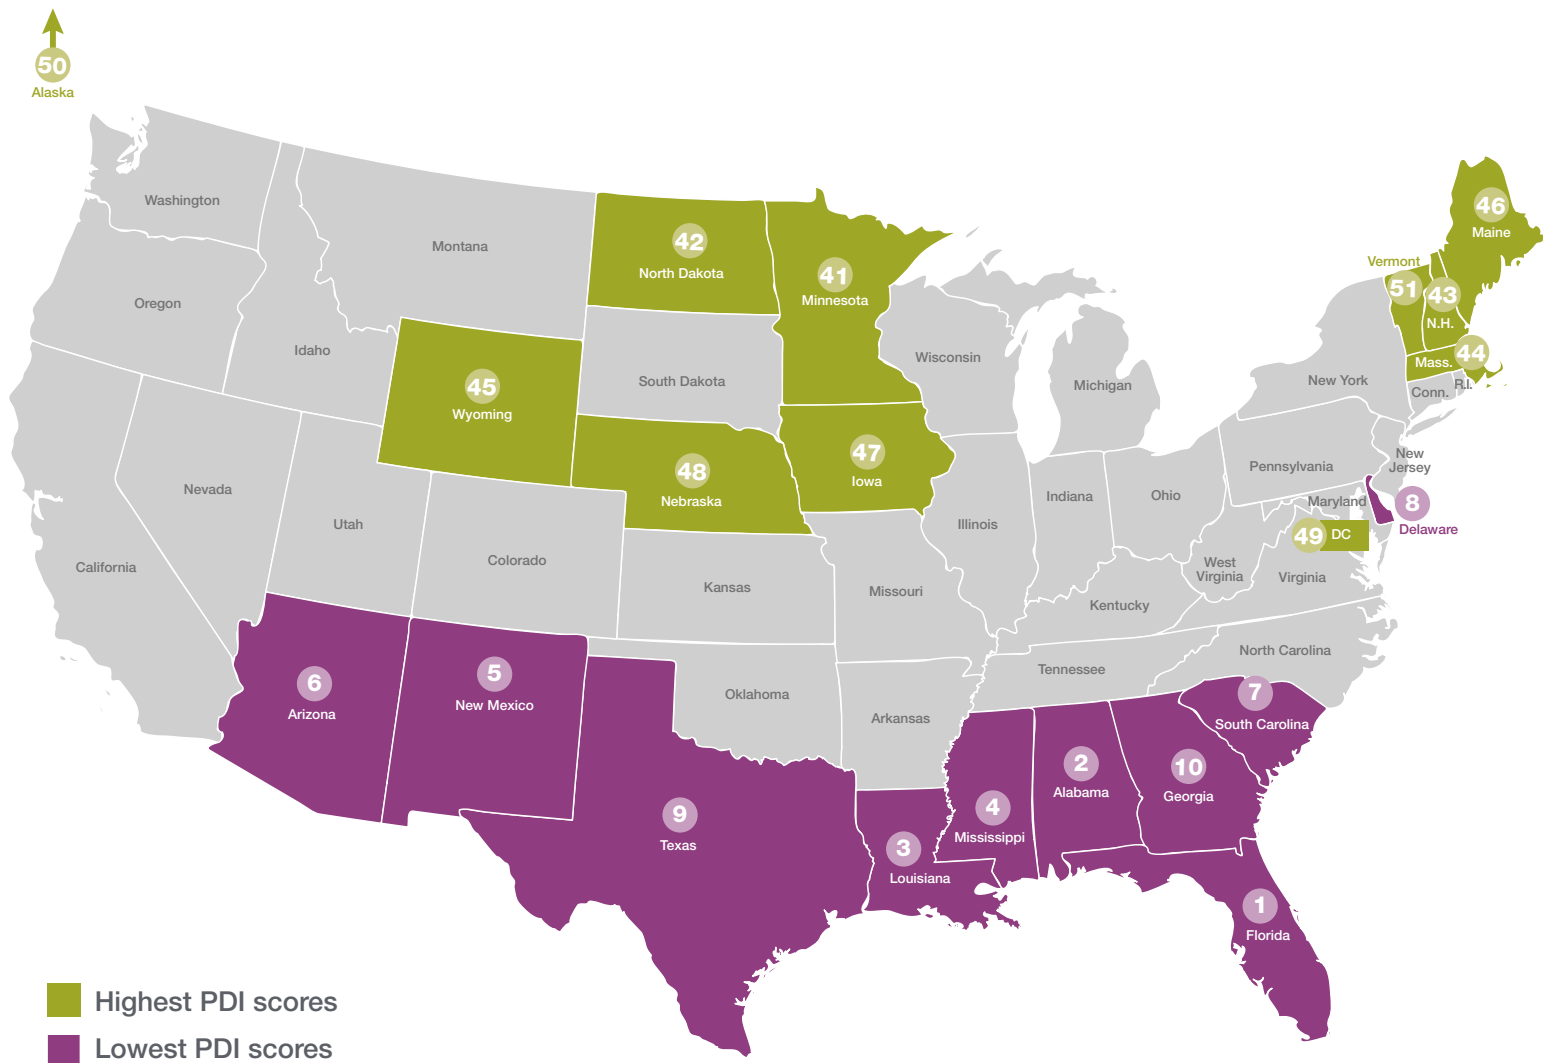 50
Alaska
Washington
Oregon
California
Nevada
Idaho
Montana
45
Wyoming
Utah
Colorado
6
Arizona
5
New Mexico
42
North Dakota
South Dakota
48
Nebraska
Kansas
Oklahoma
9
Texas
41
Minnesota
47
Iowa
Missouri
Arkansas
3
Louisiana
Wisconsin
Illinois
Michigan
Indiana
Ohio
Kentucky
Tennessee
4
Mississippi
2
Alabama
10
Georgia
1
Florida
7
South Carolina
North Carolina
West
Virginia
Virginia
49
DC
Maryland
8
Delaware
Pennsylvania
New
Jersey
New York
Conn.
R.I.
Mass.
44
Vermont
51
43
N.H.
46
Maine
Highest PDI scores
Lowest PDI scores